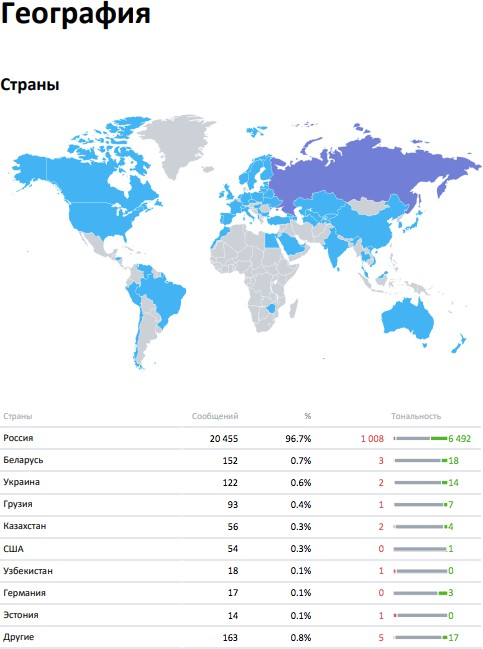 География
Страны
Страны Сообщений % Тональность
Россия 20 455 96.7% 1 008 6 492
Беларусь 152 0.7% 3 18
Украина 122 0.6% 2 14
Грузия 93 0.4% 1 7
Казахстан 56 0.3% 2 4
США 54 0.3% 0 1
Узбекистан 18 0.1% 1 0
Германия 17 0.1% 0 3
Эстония 14 0.1% 1 0
Другие 163 0.8% 5 17